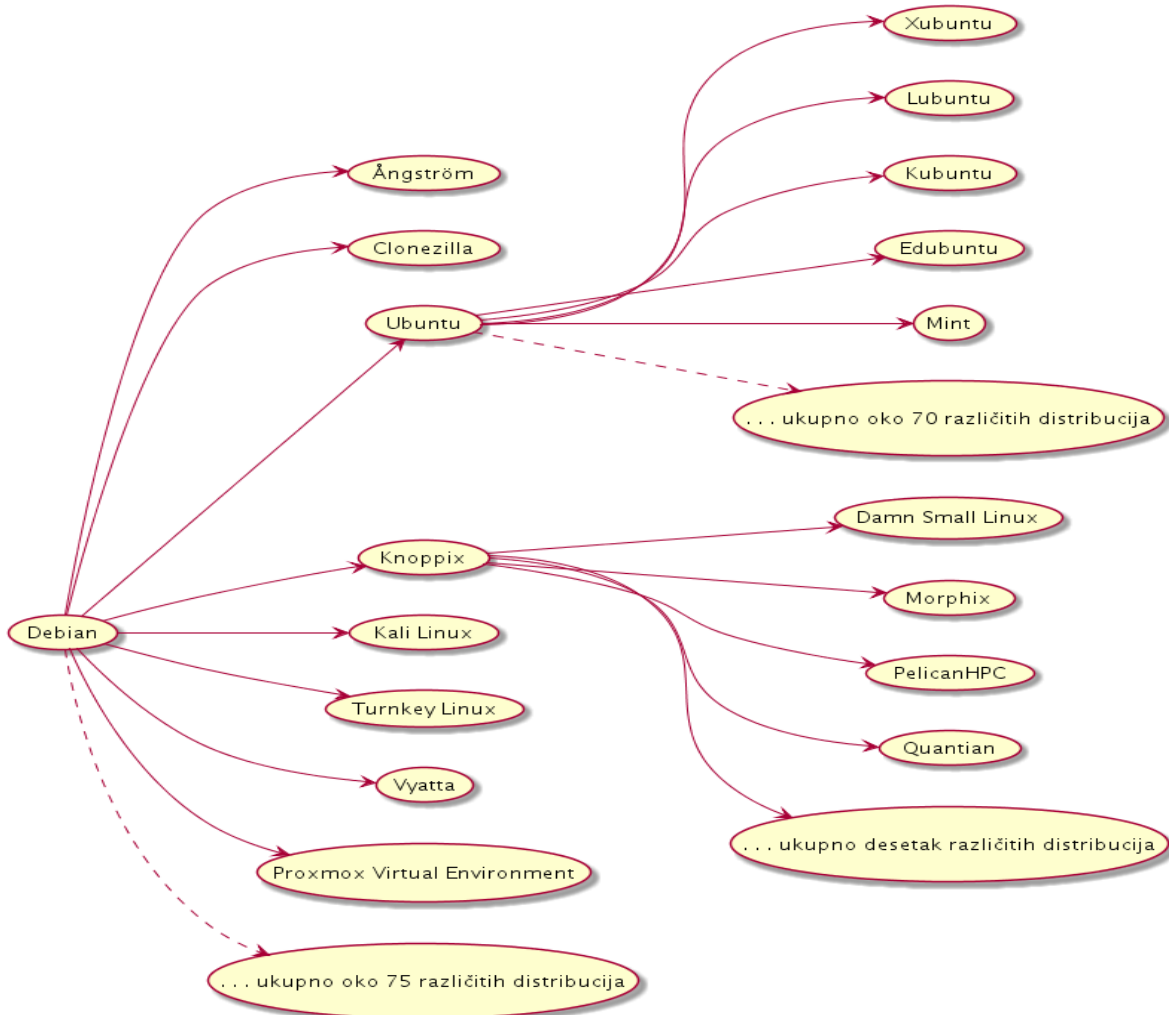 Xubuntu
Lubuntu
Ångström
Kubuntu
Clonezilla
Edubuntu
Ubuntu
Mint
. . . ukupno oko 70 različitih distribucija
Damn Small Linux
Knoppix
Morphix
Debian
Kali Linux
PelicanHPC
Turnkey Linux
Quantian
Vyatta
. . . ukupno desetak različitih distribucija
Proxmox Virtual Environment
. . . ukupno oko 75 različitih distribucija